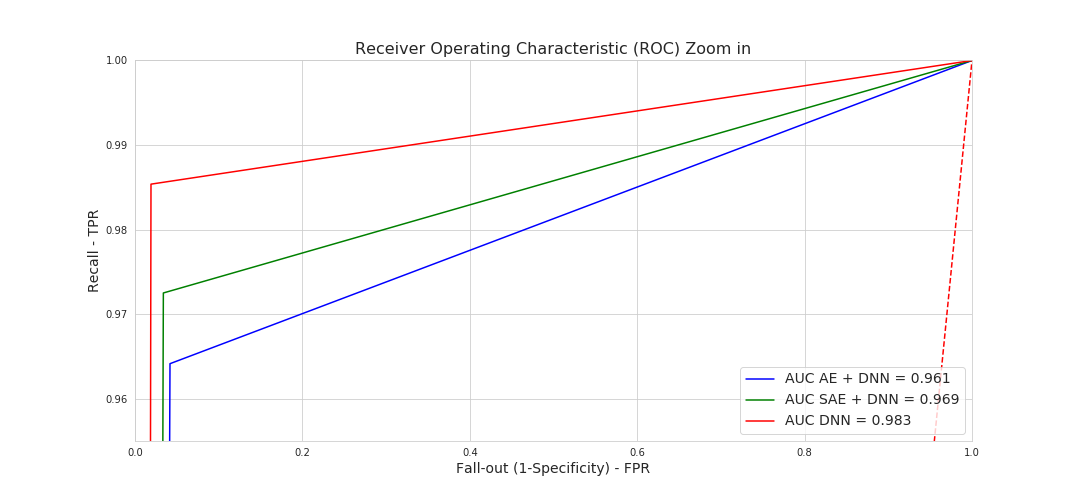 Receiver Operating Characteristic (ROC) Zoom in
1.00
0.99
0.98
0.97
0.96
Recall - TPR
AUC AE + DNN = 0.961
AUC SAE + DNN = 0.969
AUC DNN = 0.983
0.0 0.2 0.4 0.6 0.8 1.0
Fall-out (1-Specificity) - FPR